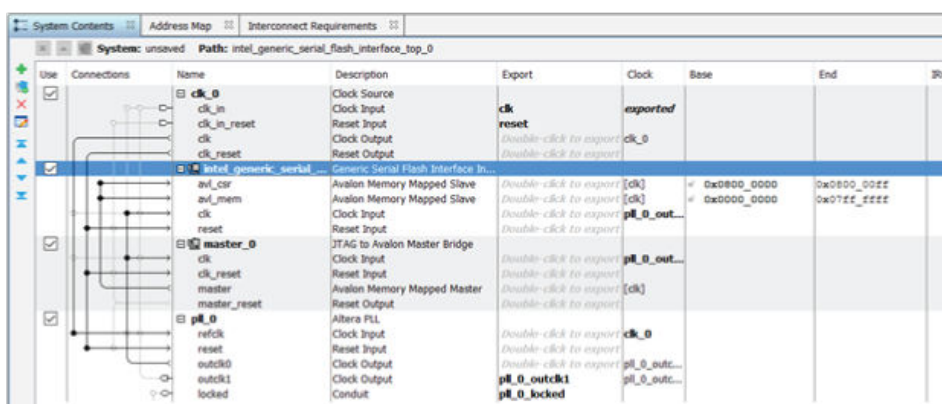 System Contents Address Map Interconnect Requirements
System: unsaved Path: intel_generic_serial_flash_interface_top_0
Use Connections Name Description Export Clock Base End
clk_0 Clock Source
clk_in Clock Input clk exported
clk_in_reset Reset Input reset
clk Clock Output Double-click to export clk_0
clk_reset Reset Output Double-click to export
intel_generic_serial_... Generic Serial Flash Interface In...
avl_csr Avalon Memory Mapped Slave Double-click to export [clk] 0x0800_0000 0x0800_00ff
avl_mem Avalon Memory Mapped Slave Double-click to export [clk] 0x0000_0000 0x07ff_ffff
clk Clock Input Double-click to export pll_0_out...
reset Reset Input Double-click to export
master_0 JTAG to Avalon Master Bridge
clk Clock Input Double-click to export pll_0_out...
clk_reset Reset Input Double-click to export
master Avalon Memory Mapped Master Double-click to export [clk]
master_reset Reset Output Double-click to export
pll_0 Altera PLL
refclk Clock Input Double-click to export clk_0
reset Reset Input Double-click to export
outclk0 Clock Output Double-click to export pll_0_outc...
outclk1 Clock Output pll_0_outclk1 pll_0_outc...
locked Conduit pll_0_locked